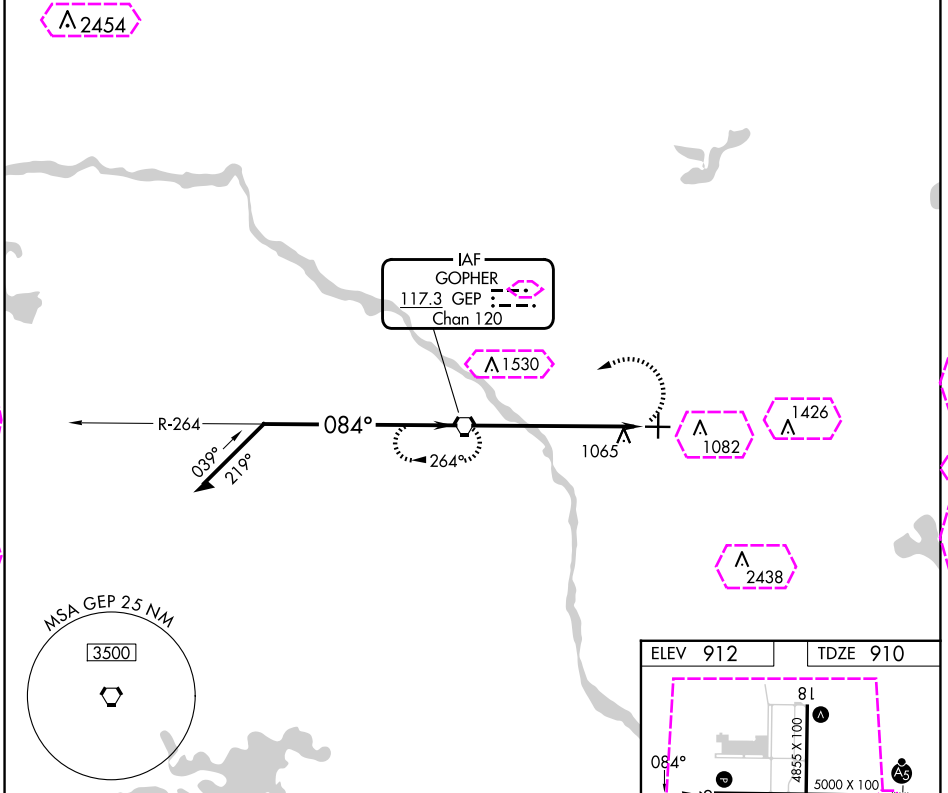 2454
IAF
GOPHER
117.3 GEP
Chan 120
1530
R-264
084°
264°
039°
219°
1065
1082
1426
2438
MSA GEP 25 NM
3500
ELEV 912
TDZE 910
18
V
4855 X 100
084°
P
5000 X 100
A5